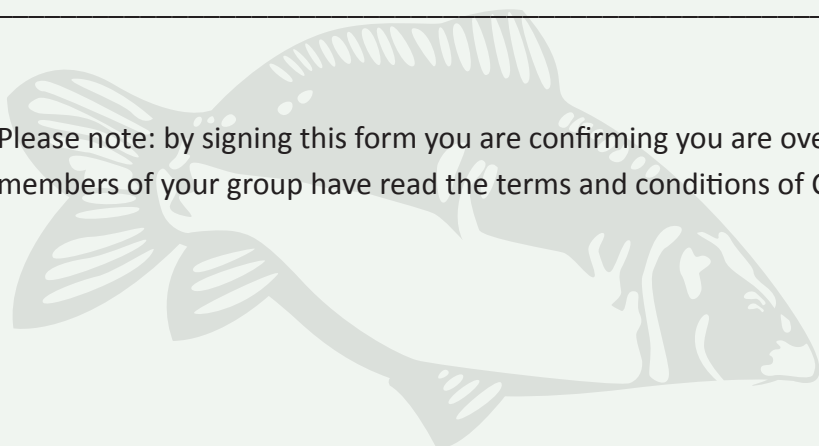 Please note: by signing this form you are confirming you are
members of your group have read the terms and conditions of